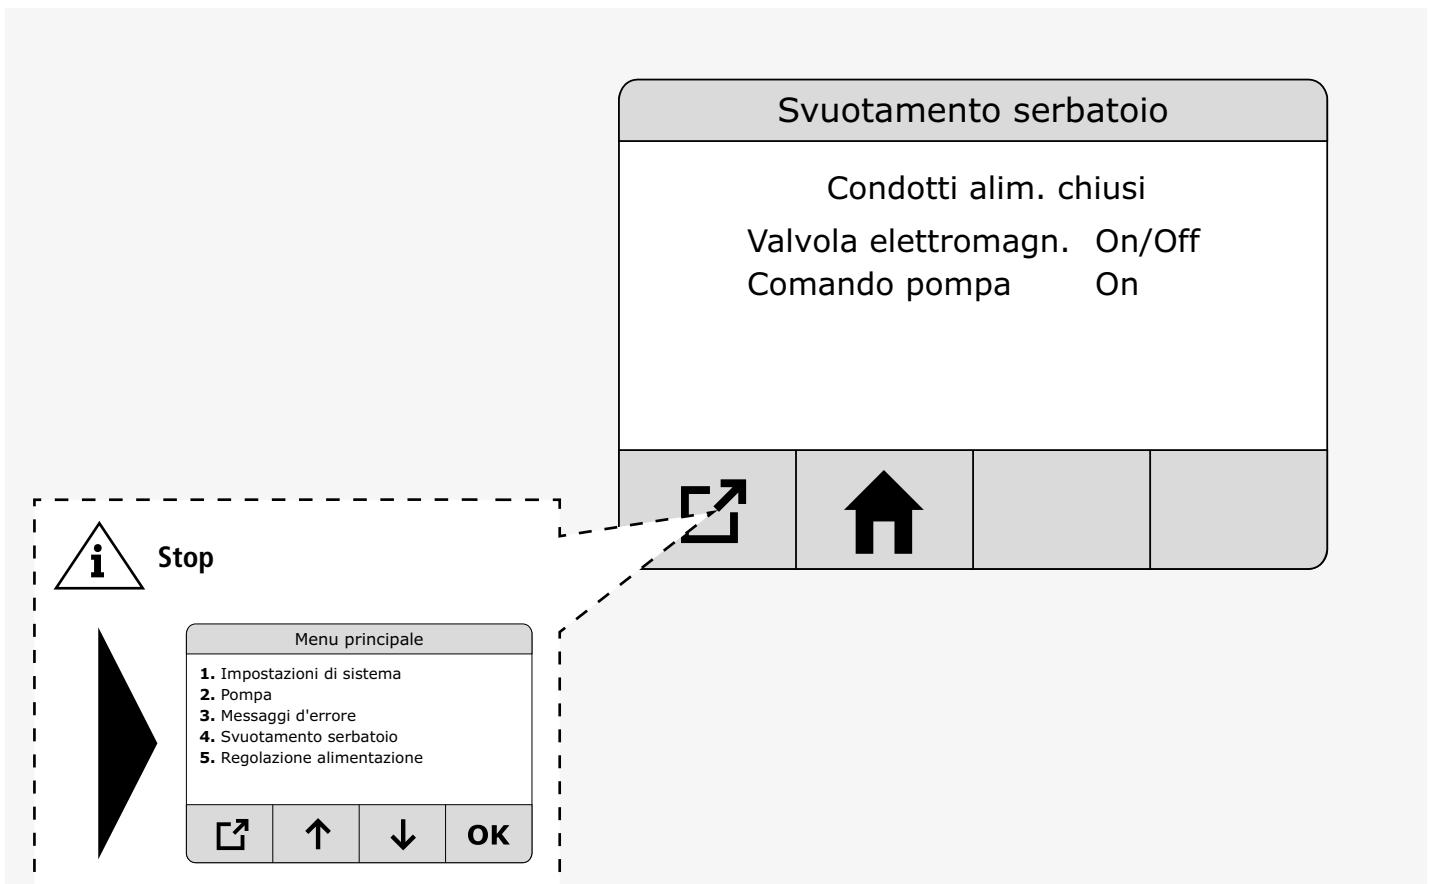 Svuotamento serbatoio
Condotti alim. chiusi
Valvola elettromagn. On/Off
Comando pompa On
i Stop
Menu principale
1. Impostazioni di sistema
2. Pompa
3. Messaggi d'errore
4. Svuotamento serbatoio
5. Regolazione alimentazione
OK